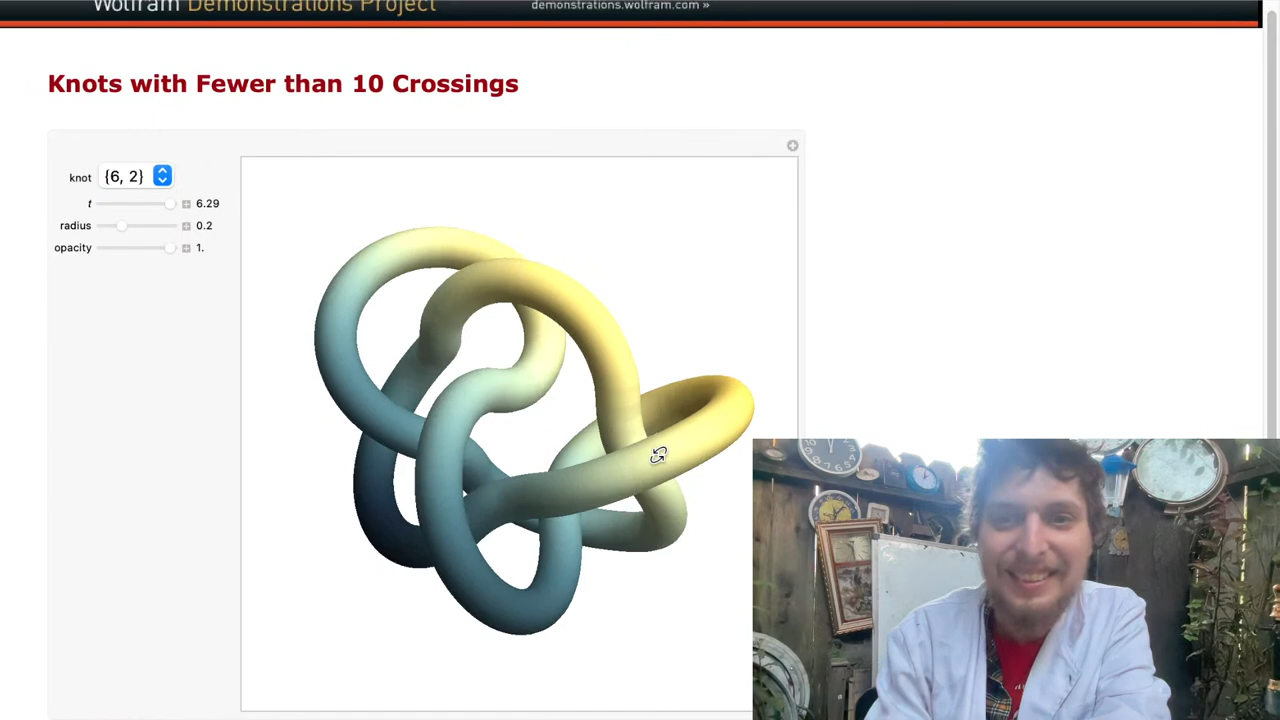 Wolfram Demonstrations Project
demonstrations.wolfram.com »
Knots with Fewer than 10 Crossings
knot {6, 2}
t 6.29
radius 0.2
opacity 1.